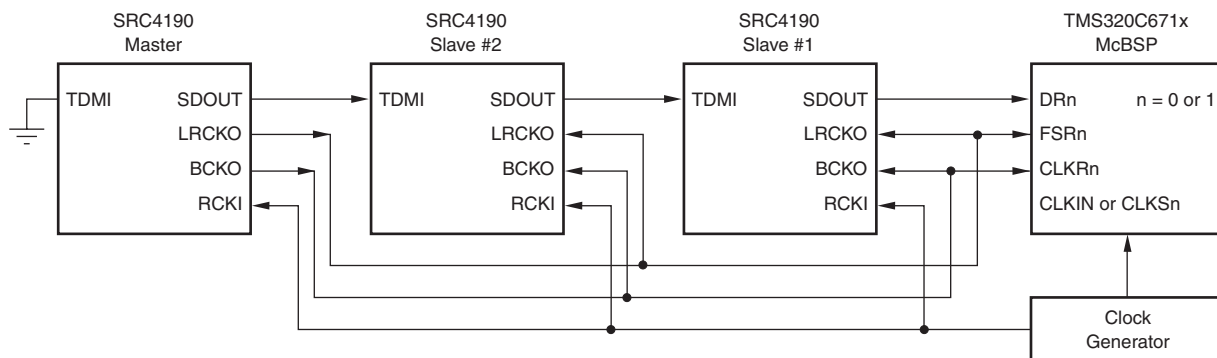 SRC4190
Master
SRC4190
Slave #2
SRC4190
Slave #1
TMS320C671x
McBSP
TDMI
SDOUT
LRCKO
BCKO
RCKI
TDMI
SDOUT
LRCKO
BCKO
RCKI
TDMI
SDOUT
LRCKO
BCKO
RCKI
DRn
n = 0 or 1
FSRn
CLKRn
CLKIN or CLKSn
Clock
Generator